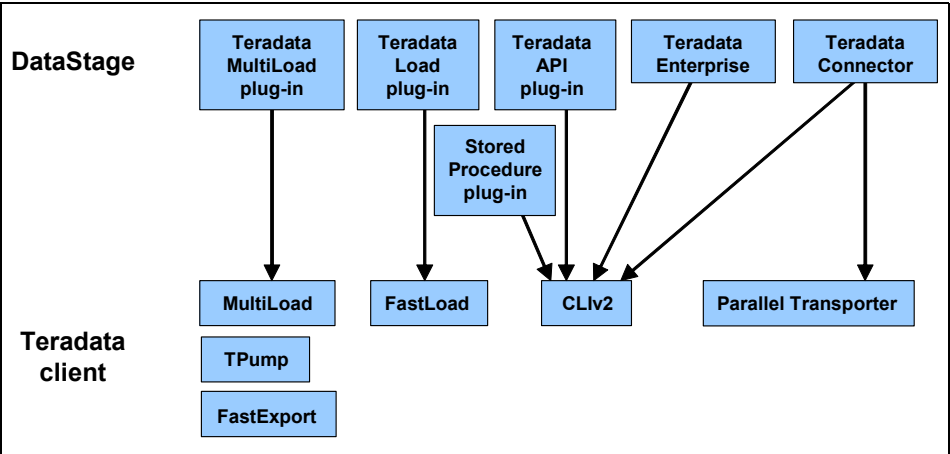 DataStage
Teradata
MultiLoad
plug-in
Teradata
Load
plug-in
Teradata
API
plug-in
Teradata
Enterprise
Teradata
Connector
Stored
Procedure
plug-in
Teradata
client
MultiLoad
FastLoad
CLIv2
Parallel Transporter
TPump
FastExport